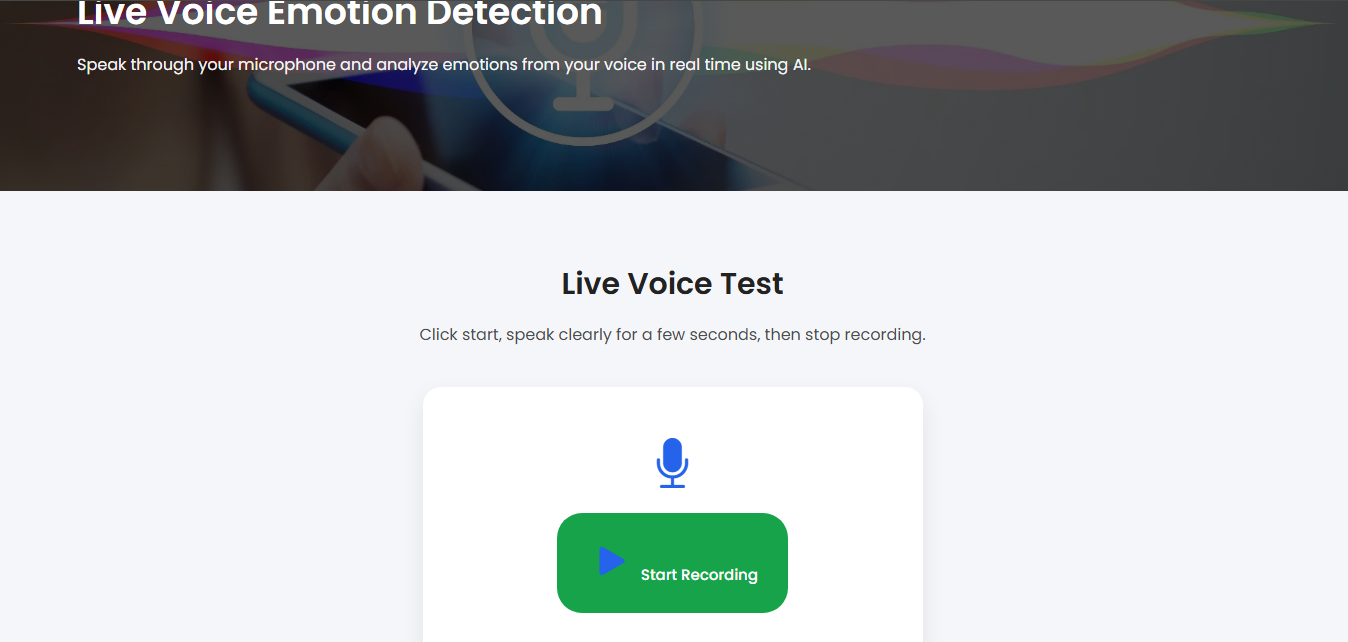 Live Voice Emotion Detection
Speak through your microphone and analyze emotions from your voice in real time using AI.
Live Voice Test
Click start, speak clearly for a few seconds, then stop recording.
Start Recording